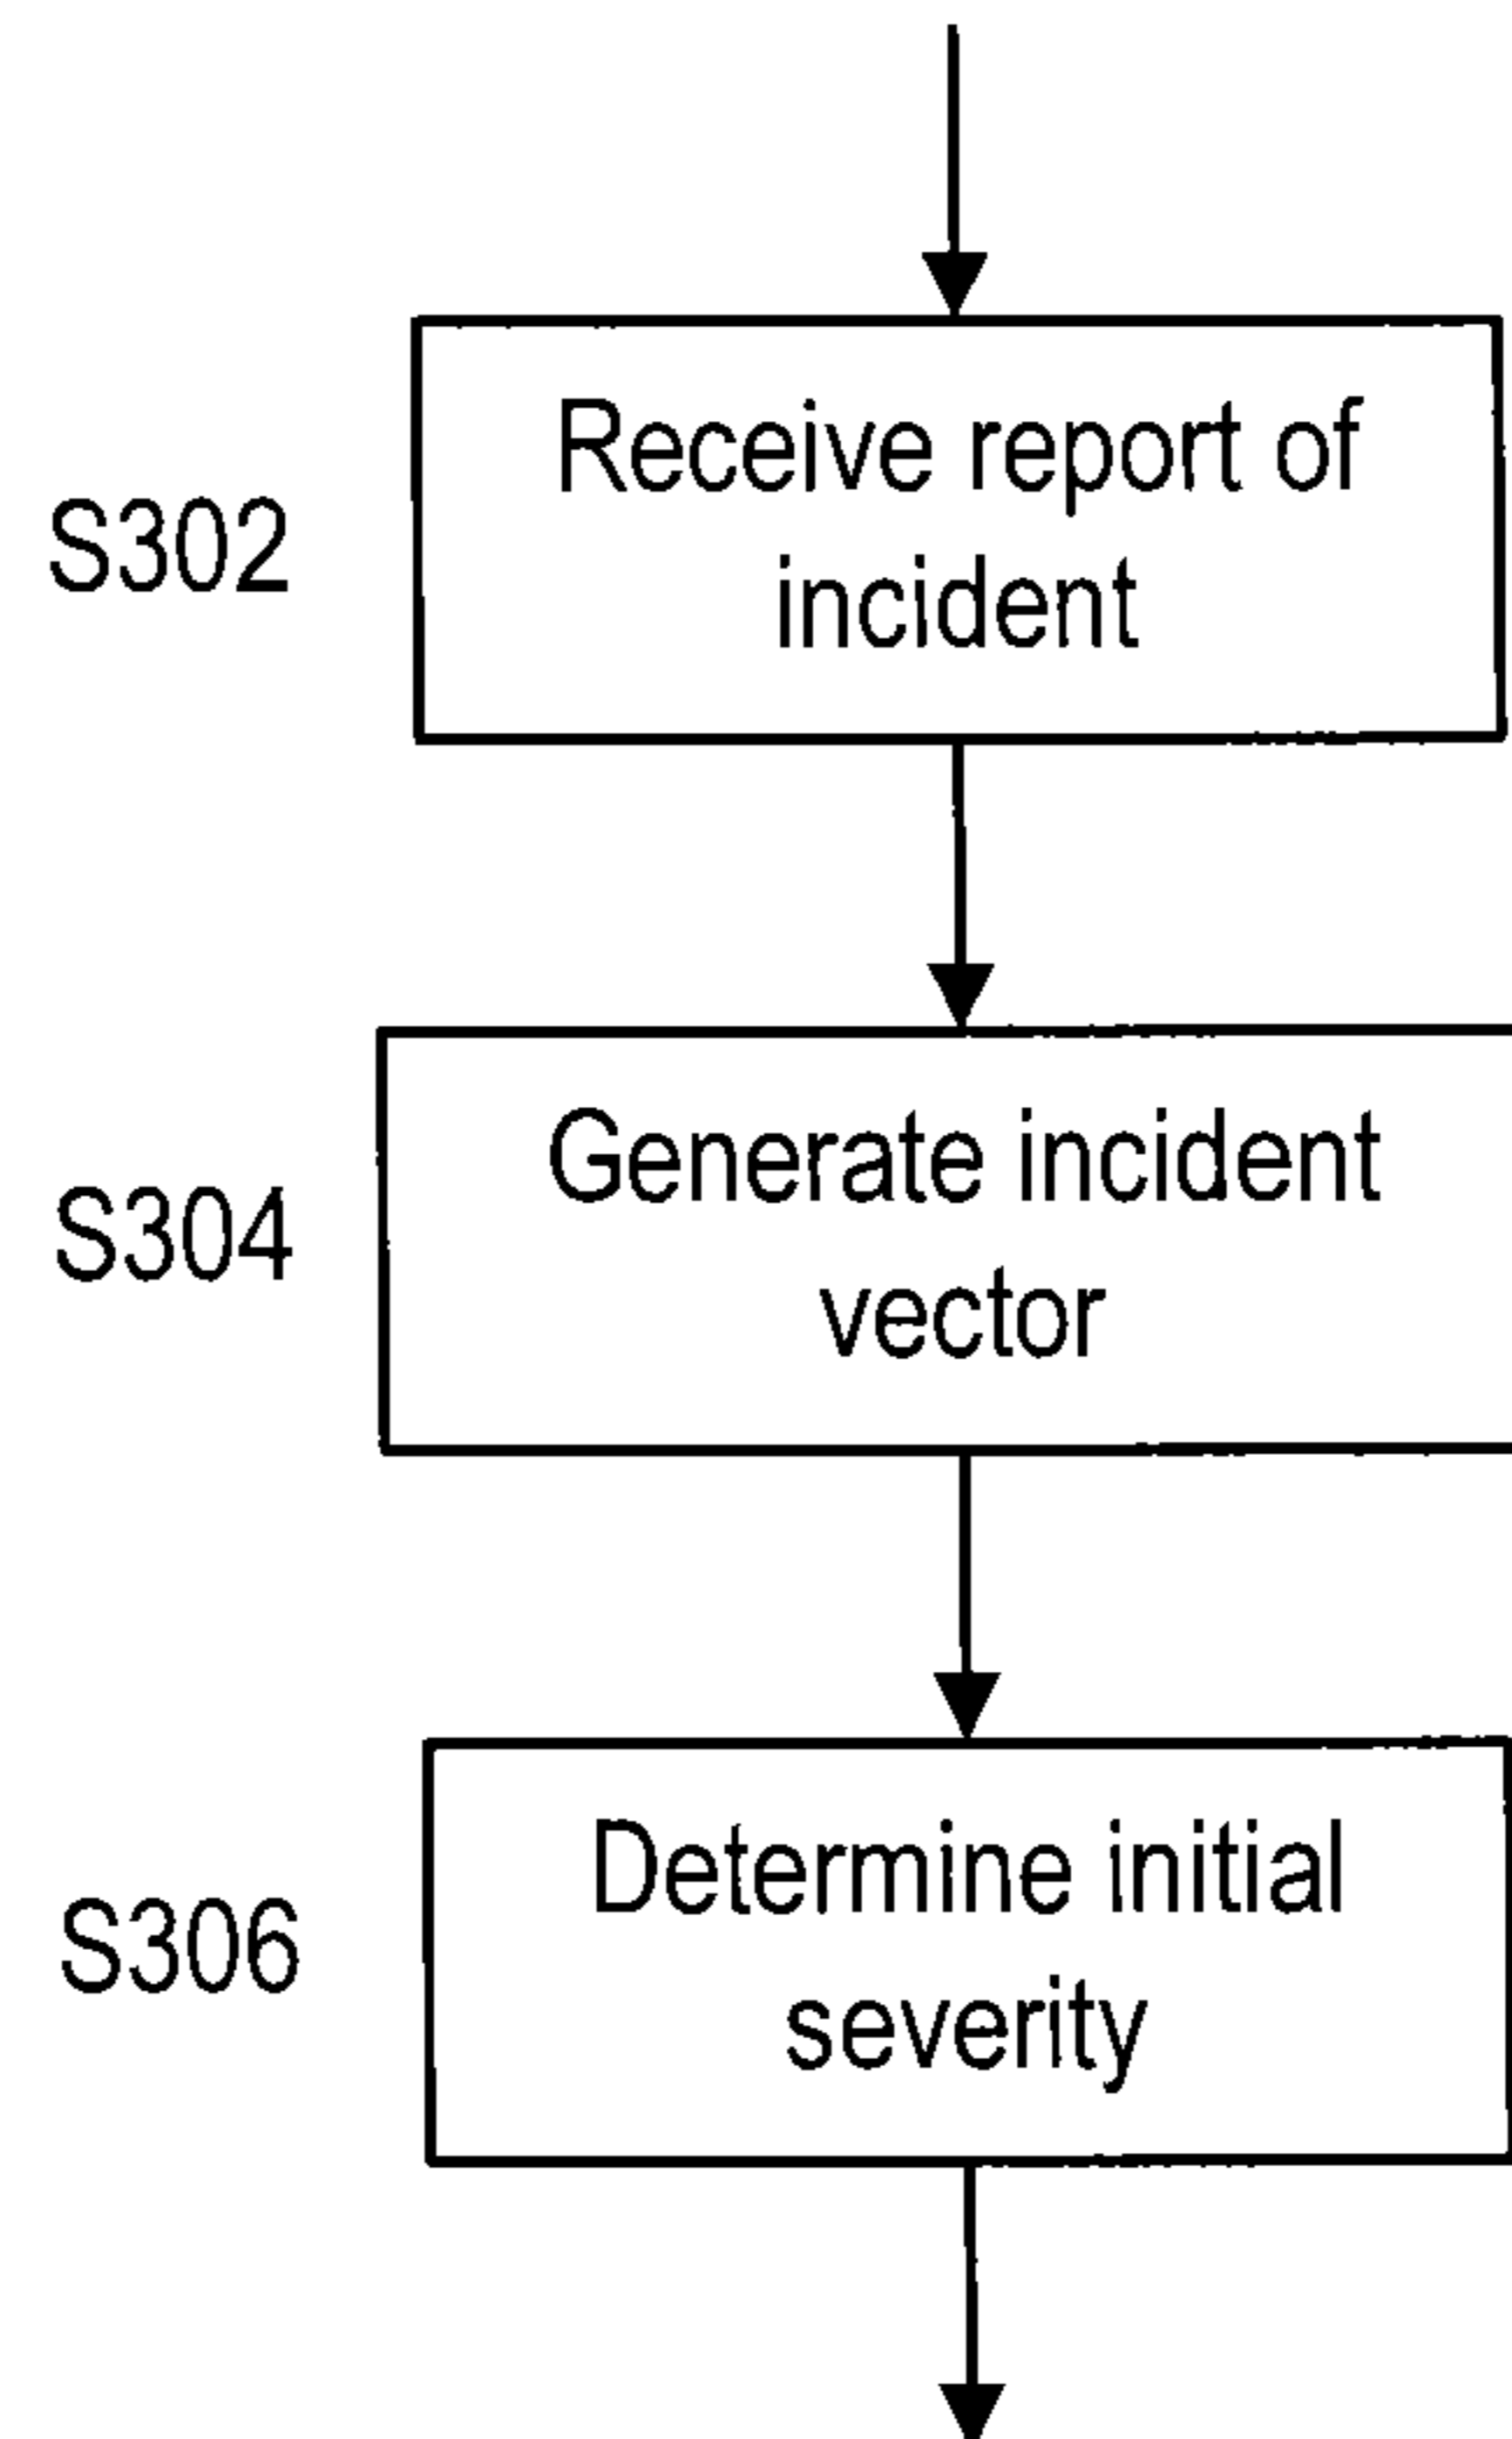 S302
Receive report of
incident
S304
Generate incident
vector
S306
Determine initial
severity